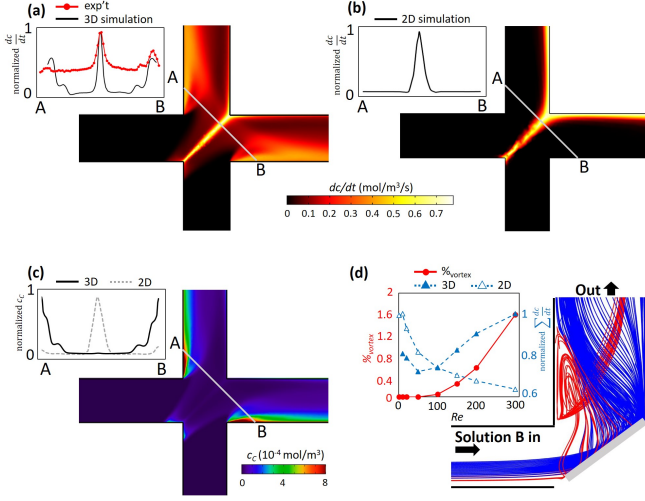 (a)
exp't
3D simulation
normalized dc/dt
1
0
A
B
A
B
dc/dt (mol/m³/s)
0 0.1 0.2 0.3 0.4 0.5 0.6 0.7
(b)
2D simulation
normalized dc/dt
1
0
A
B
A
B
(c)
3D 2D
normalized c_C
1
0
A
B
A
B
c_C (10⁻⁴ mol/m³)
0 4 8
(d)
%vortex
3D 2D
%vortex
2
1.6
1.2
0.8
0.4
0
0 100 200 300
Re
1
0.8
0.6
normalized ∑ dc/dt
Out
Solution B in